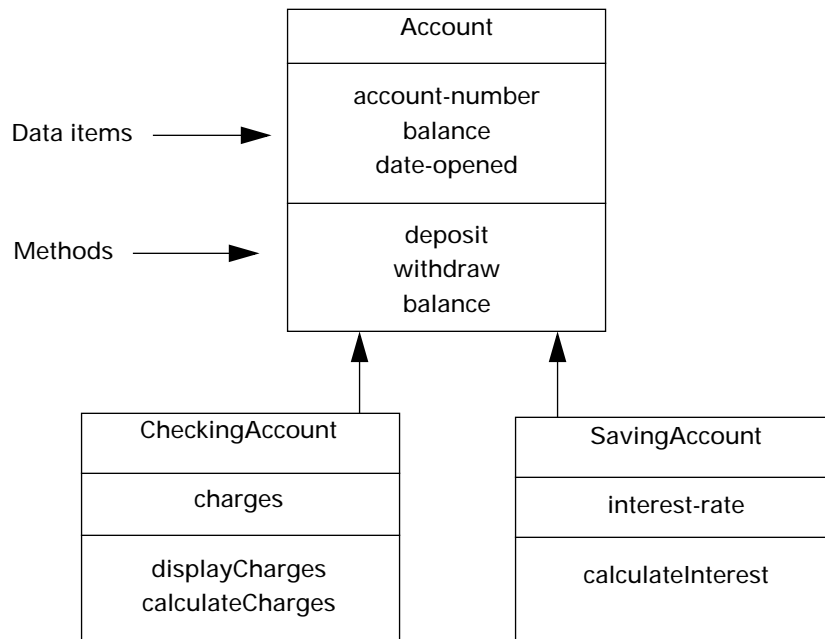 Account
account-number
Data items
balance
date-opened
Methods
deposit
withdraw
balance
CheckingAccount
charges
displayCharges
calculateCharges
SavingAccount
interest-rate
calculateInterest